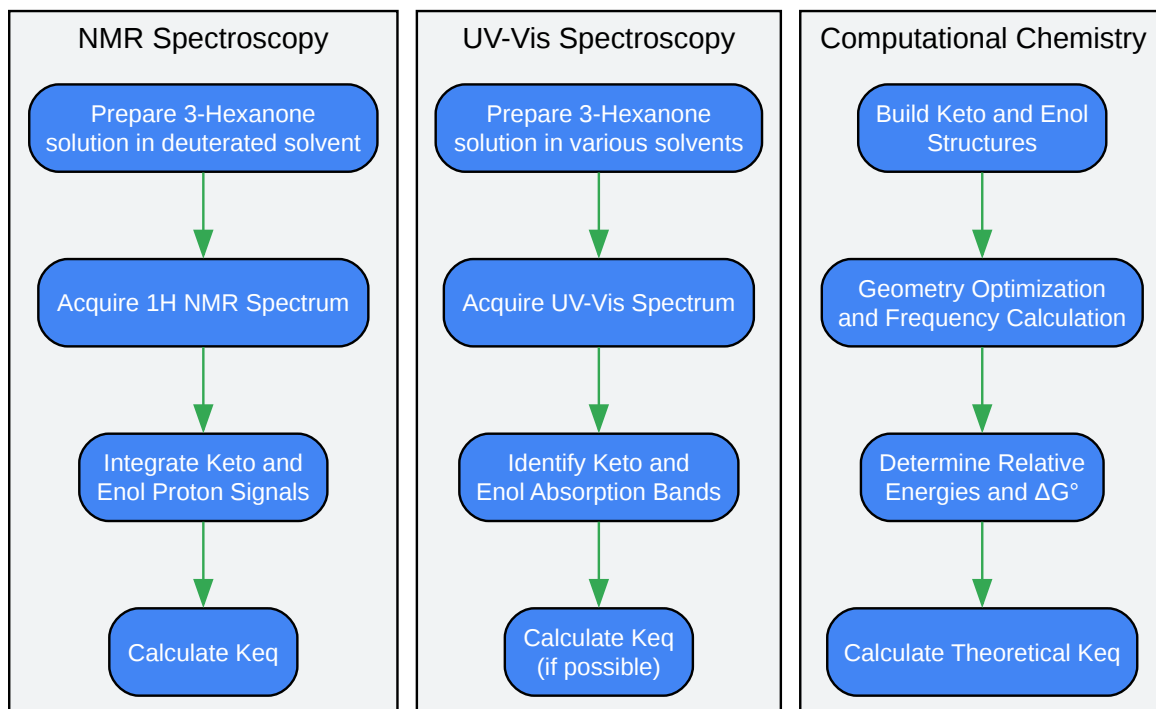 NMR Spectroscopy
Prepare 3-Hexanone
solution in deuterated solvent
Acquire 1H NMR Spectrum
Integrate Keto and
Enol Proton Signals
Calculate Keq
UV-Vis Spectroscopy
Prepare 3-Hexanone
solution in various solvents
Acquire UV-Vis Spectrum
Identify Keto and
Enol Absorption Bands
Calculate Keq
(if possible)
Computational Chemistry
Build Keto and Enol
Structures
Geometry Optimization
and Frequency Calculation
Determine Relative
Energies and ΔG°
Calculate Theoretical Keq